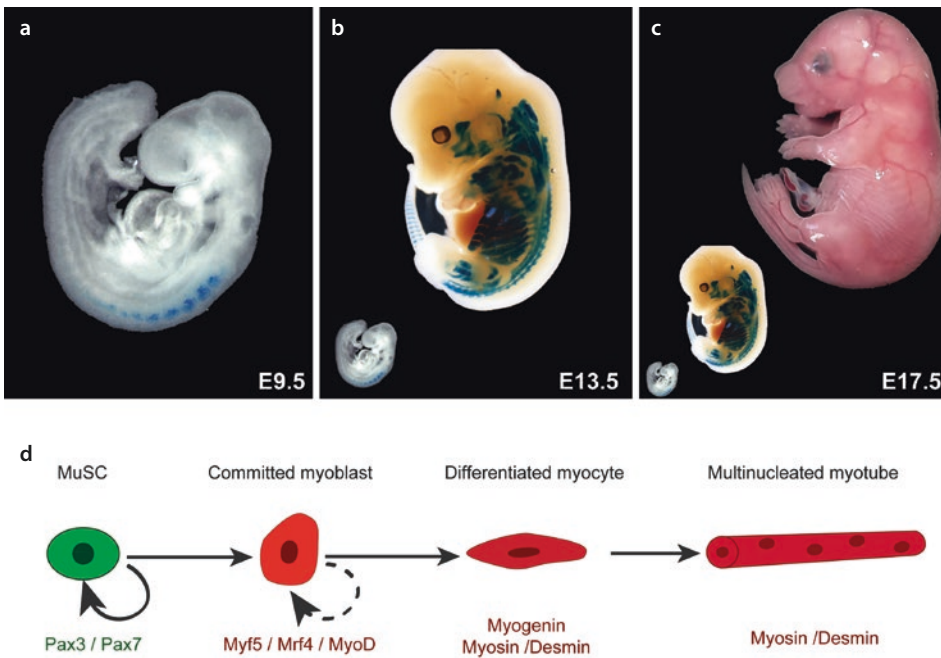 a
b
c
E9.5
E13.5
E17.5
d
MuSC
Committed myoblast
Differentiated myocyte
Multinucleated myotube
Pax3 / Pax7
Myf5 / Mrf4 / MyoD
Myogenin
Myosin /Desmin
Myosin /Desmin